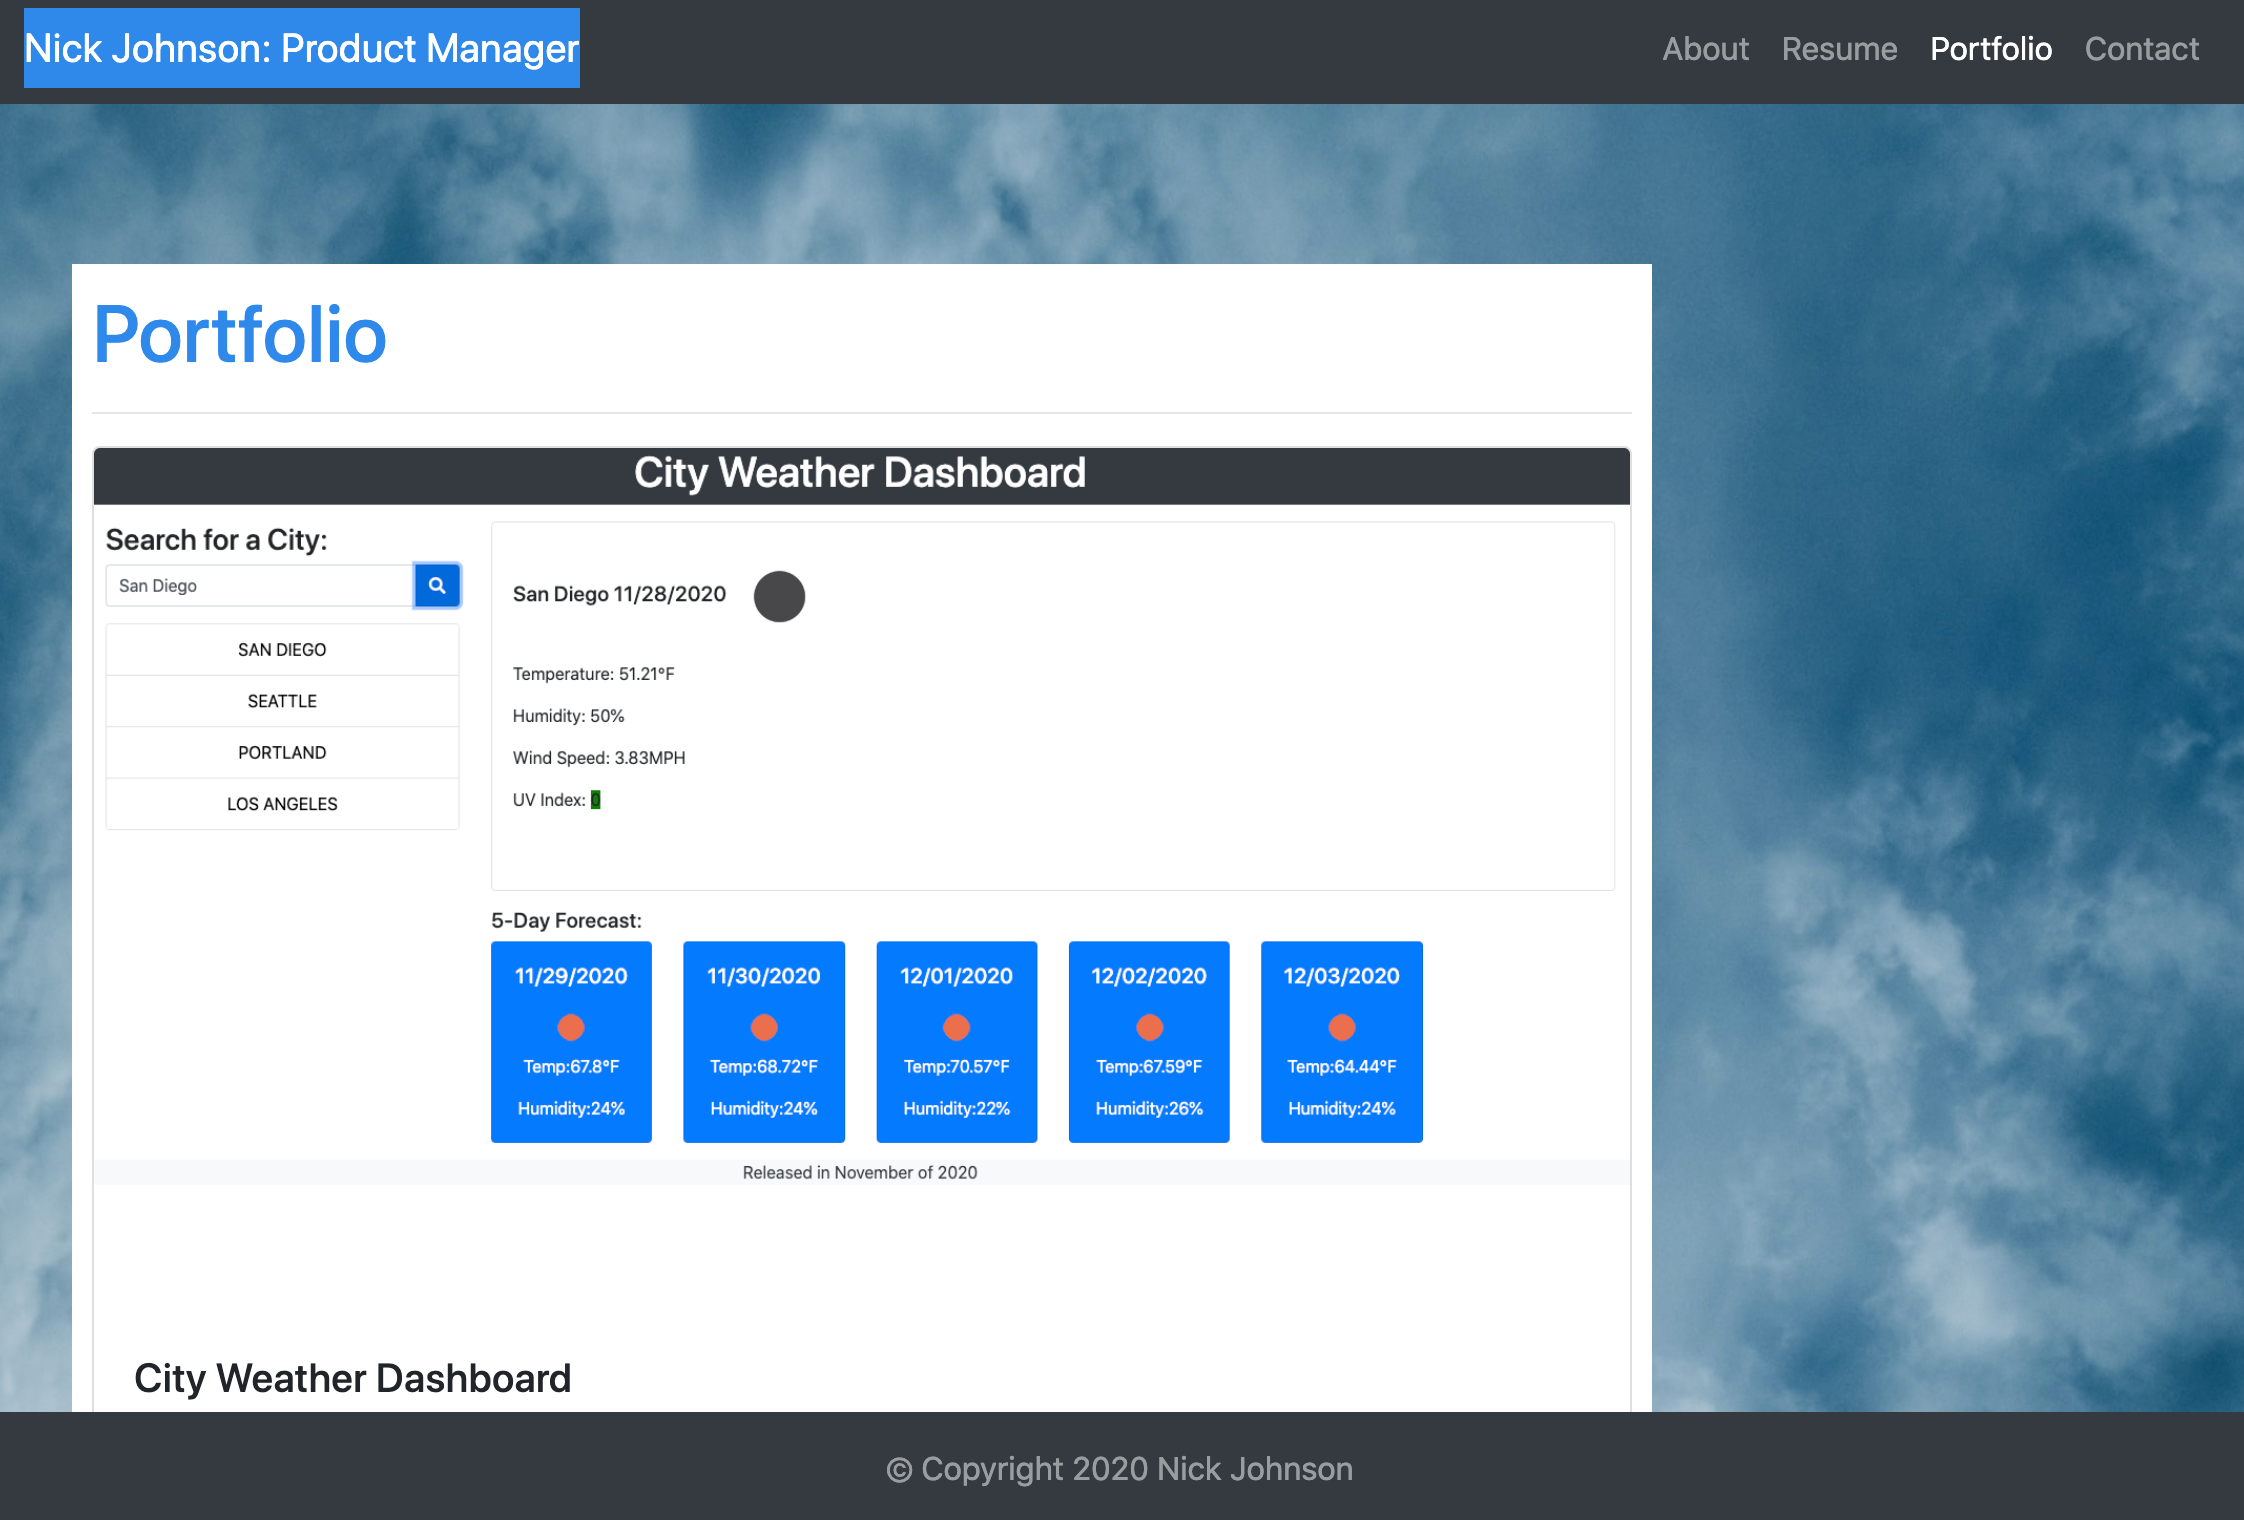 Nick Johnson: Product Manager
About Resume Portfolio Contact
Portfolio
City Weather Dashboard
Search for a City:
San Diego
SAN DIEGO
SEATTLE
PORTLAND
LOS ANGELES
San Diego 11/28/2020
Temperature: 51.21°F
Humidity: 50%
Wind Speed: 3.83MPH
UV Index: 0
5-Day Forecast:
11/29/2020
Temp:67.8°F
Humidity:24%
11/30/2020
Temp:68.72°F
Humidity:24%
12/01/2020
Temp:70.57°F
Humidity:22%
12/02/2020
Temp:67.59°F
Humidity:26%
12/03/2020
Temp:64.44°F
Humidity:24%
Released in November of 2020
City Weather Dashboard
© Copyright 2020 Nick Johnson